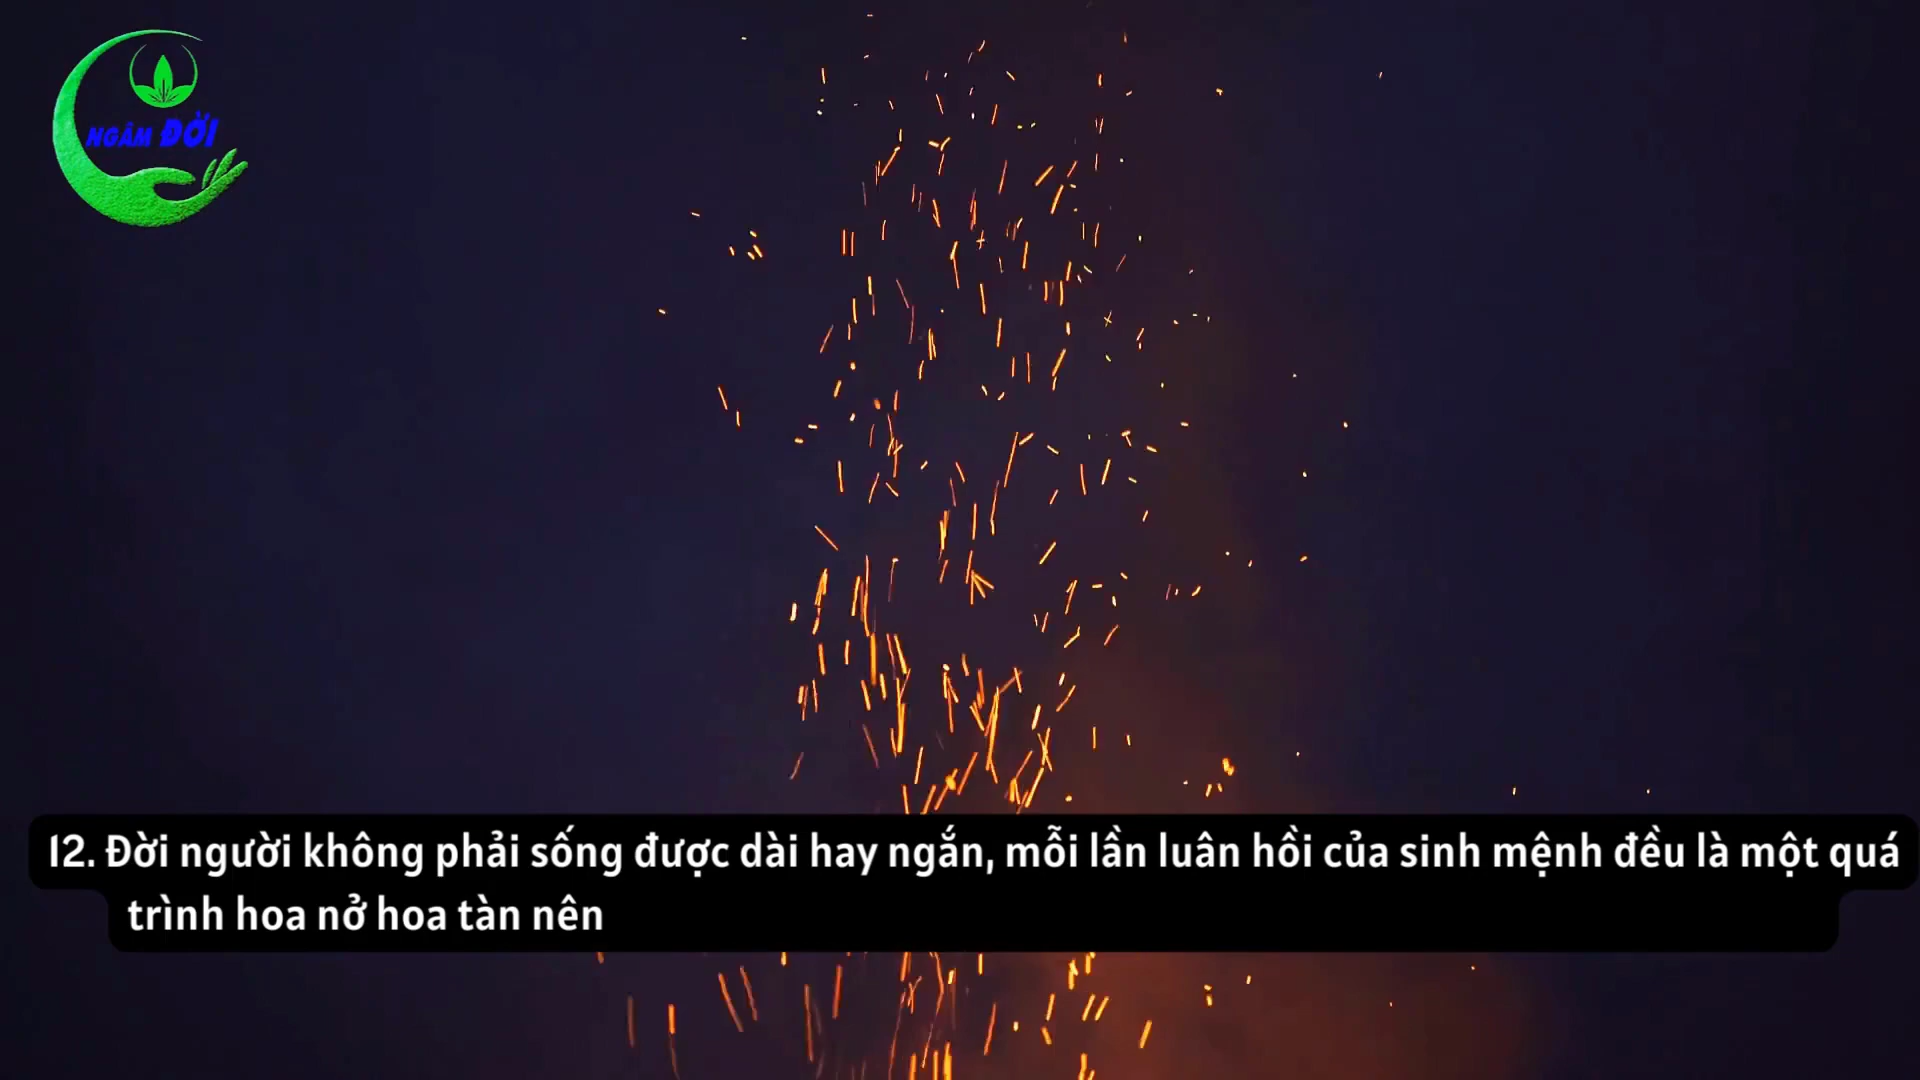 NGÂM ĐỜI
12. Đời người không phải sống được dài hay ngắn, mỗi lần luân hồi của sinh mệnh đều là một quá
trình hoa nở hoa tàn nên